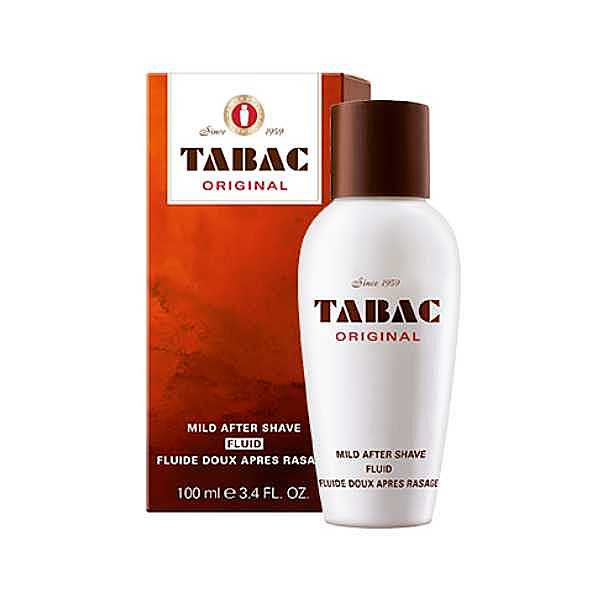 Since 1959
TABAC
ORIGINAL
MILD AFTER SHAVE
FLUID
FLUIDE DOUX APRES RASA
100 ml e 3.4 FL. OZ.
Since 1959
TABAC
ORIGINAL
MILD AFTER SHAVE
FLUID
FLUIDE DOUX APRES RASAGE